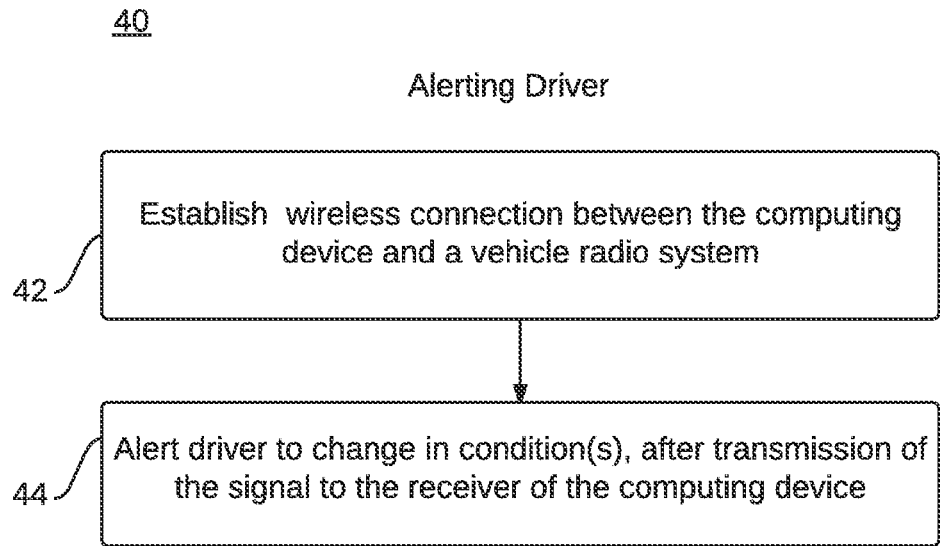 40
Alerting Driver
Establish wireless connection between the computing
device and a vehicle radio system
42
Alert driver to change in condition(s), after transmission of
the signal to the receiver of the computing device
44